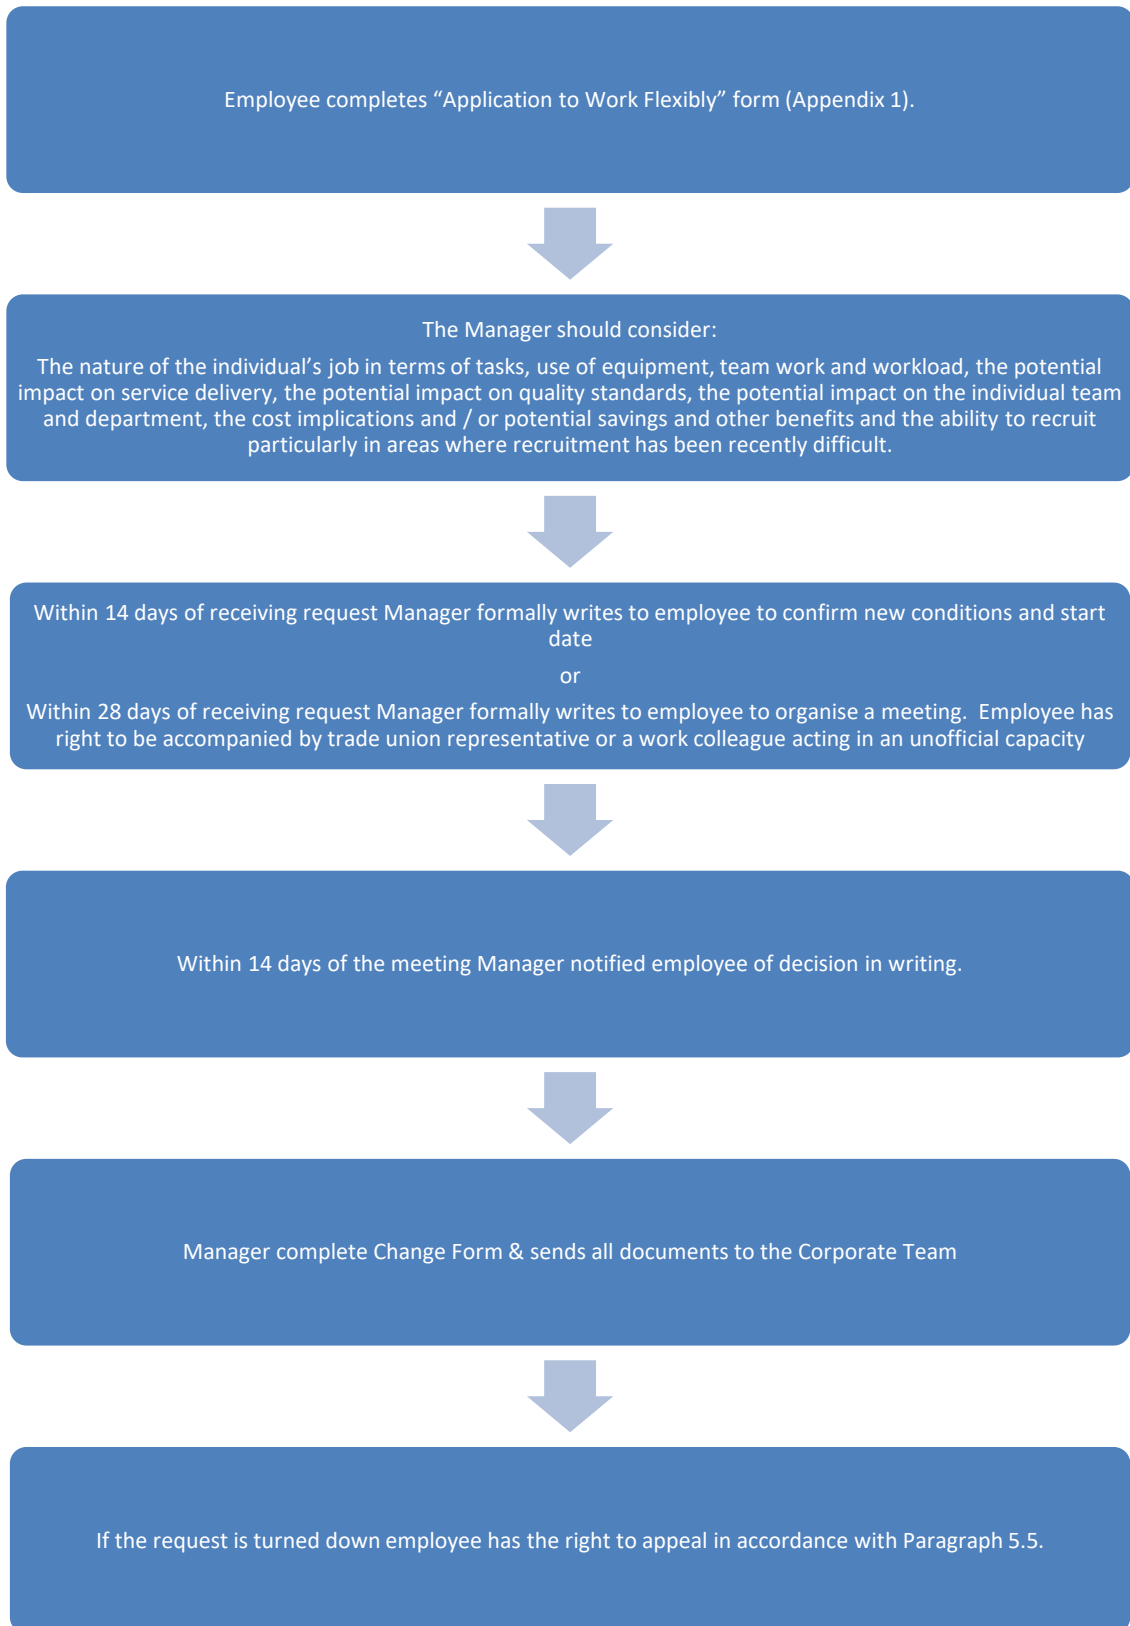 Employee completes “Application to Work Flexibly” form (Appendix 1).
The Manager should consider:
The nature of the individual’s job in terms of tasks, use of equipment, team work and workload, the potential
impact on service delivery, the potential impact on quality standards, the potential impact on the individual team
and department, the cost implications and / or potential savings and other benefits and the ability to recruit
particularly in areas where recruitment has been recently difficult.
Within 14 days of receiving request Manager formally writes to employee to confirm new conditions and start
date
or
Within 28 days of receiving request Manager formally writes to employee to organise a meeting.  Employee has
right to be accompanied by trade union representative or a work colleague acting in an unofficial capacity
Within 14 days of the meeting Manager notified employee of decision in writing.
Manager complete Change Form & sends all documents to the Corporate Team
If the request is turned down employee has the right to appeal in accordance with Paragraph 5.5.